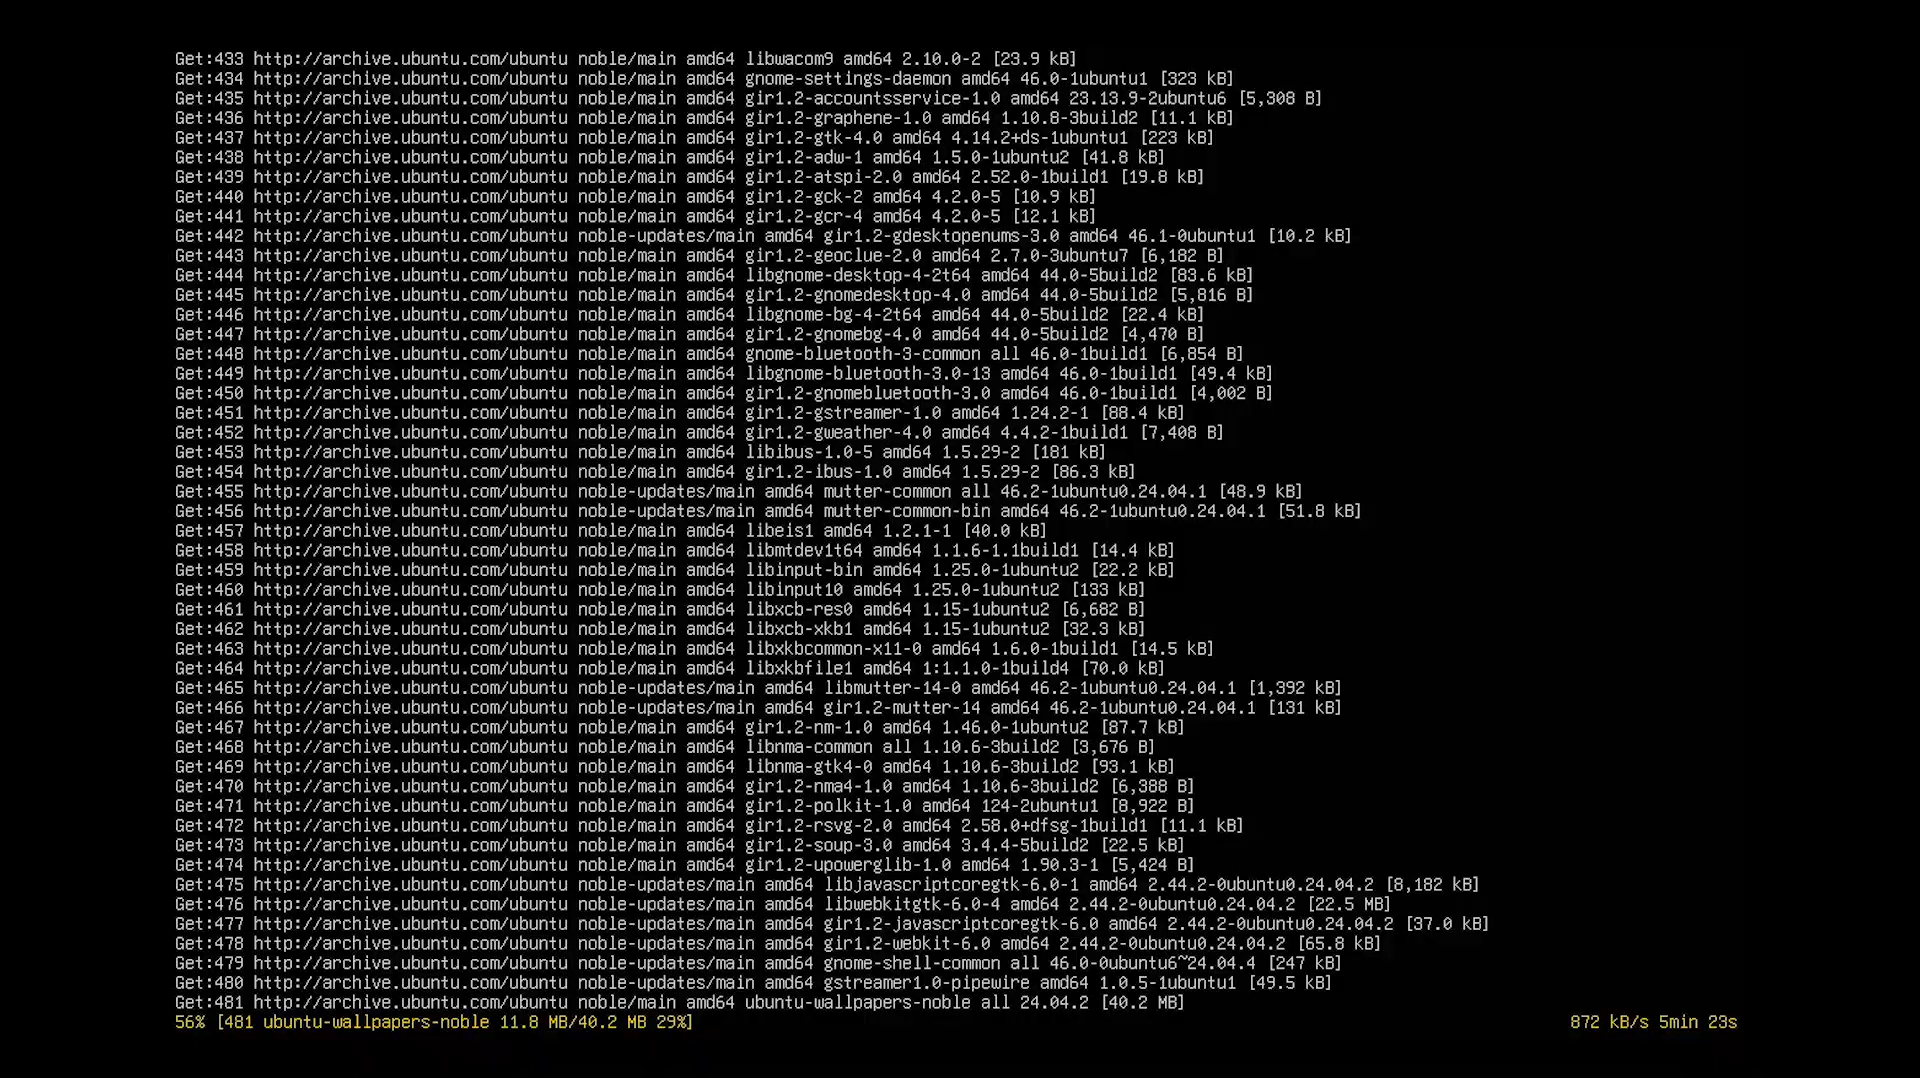 Get:433 http://archive.ubuntu.com/ubuntu noble/main amd64 libwacom9 amd64 2.10.0-2 [23.9 kB]
Get:434 http://archive.ubuntu.com/ubuntu noble/main amd64 gnome-settings-daemon amd64 46.0-1ubuntu1 [323 kB]
Get:435 http://archive.ubuntu.com/ubuntu noble/main amd64 gir1.2-accountsservice-1.0 amd64 23.13.9-2ubuntu6 [5,308 B]
Get:436 http://archive.ubuntu.com/ubuntu noble/main amd64 gir1.2-graphene-1.0 amd64 1.10.8-3build2 [11.1 kB]
Get:437 http://archive.ubuntu.com/ubuntu noble/main amd64 gir1.2-gtk-4.0 amd64 4.14.2+ds-1ubuntu1 [223 kB]
Get:438 http://archive.ubuntu.com/ubuntu noble/main amd64 gir1.2-adw-1 amd64 1.5.0-1ubuntu2 [41.8 kB]
Get:439 http://archive.ubuntu.com/ubuntu noble/main amd64 gir1.2-atspi-2.0 amd64 2.52.0-1build1 [19.8 kB]
Get:440 http://archive.ubuntu.com/ubuntu noble/main amd64 gir1.2-gck-2 amd64 4.2.0-5 [10.9 kB]
Get:441 http://archive.ubuntu.com/ubuntu noble/main amd64 gir1.2-gcr-4 amd64 4.2.0-5 [12.1 kB]
Get:442 http://archive.ubuntu.com/ubuntu noble-updates/main amd64 gir1.2-gdesktopenums-3.0 amd64 46.1-0ubuntu1 [10.2 kB]
Get:443 http://archive.ubuntu.com/ubuntu noble/main amd64 gir1.2-geoclue-2.0 amd64 2.7.0-3ubuntu7 [6,182 B]
Get:444 http://archive.ubuntu.com/ubuntu noble/main amd64 libgnome-desktop-4-2t64 amd64 44.0-5build2 [83.6 kB]
Get:445 http://archive.ubuntu.com/ubuntu noble/main amd64 gir1.2-gnomedesktop-4.0 amd64 44.0-5build2 [5,816 B]
Get:446 http://archive.ubuntu.com/ubuntu noble/main amd64 libgnome-bg-4-2t64 amd64 44.0-5build2 [22.4 kB]
Get:447 http://archive.ubuntu.com/ubuntu noble/main amd64 gir1.2-gnomebg-4.0 amd64 44.0-5build2 [4,470 B]
Get:448 http://archive.ubuntu.com/ubuntu noble/main amd64 gnome-bluetooth-3-common all 46.0-1build1 [6,854 B]
Get:449 http://archive.ubuntu.com/ubuntu noble/main amd64 libgnome-bluetooth-3.0-13 amd64 46.0-1build1 [49.4 kB]
Get:450 http://archive.ubuntu.com/ubuntu noble/main amd64 gir1.2-gnomebluetooth-3.0 amd64 46.0-1build1 [4,002 B]
Get:451 http://archive.ubuntu.com/ubuntu noble/main amd64 gir1.2-gstreamer-1.0 amd64 1.24.2-1 [88.4 kB]
Get:452 http://archive.ubuntu.com/ubuntu noble/main amd64 gir1.2-gweather-4.0 amd64 4.4.2-1build1 [7,408 B]
Get:453 http://archive.ubuntu.com/ubuntu noble/main amd64 libibus-1.0-5 amd64 1.5.29-2 [181 kB]
Get:454 http://archive.ubuntu.com/ubuntu noble/main amd64 gir1.2-ibus-1.0 amd64 1.5.29-2 [86.3 kB]
Get:455 http://archive.ubuntu.com/ubuntu noble-updates/main amd64 mutter-common all 46.2-1ubuntu0.24.04.1 [48.9 kB]
Get:456 http://archive.ubuntu.com/ubuntu noble-updates/main amd64 mutter-common-bin amd64 46.2-1ubuntu0.24.04.1 [51.8 kB]
Get:457 http://archive.ubuntu.com/ubuntu noble/main amd64 libeis1 amd64 1.2.1-1 [40.0 kB]
Get:458 http://archive.ubuntu.com/ubuntu noble/main amd64 libmtdev1t64 amd64 1.1.6-1.1build1 [14.4 kB]
Get:459 http://archive.ubuntu.com/ubuntu noble/main amd64 libinput-bin amd64 1.25.0-1ubuntu2 [22.2 kB]
Get:460 http://archive.ubuntu.com/ubuntu noble/main amd64 libinput10 amd64 1.25.0-1ubuntu2 [133 kB]
Get:461 http://archive.ubuntu.com/ubuntu noble/main amd64 libxcb-res0 amd64 1.15-1ubuntu2 [6,682 B]
Get:462 http://archive.ubuntu.com/ubuntu noble/main amd64 libxcb-xkb1 amd64 1.15-1ubuntu2 [32.3 kB]
Get:463 http://archive.ubuntu.com/ubuntu noble/main amd64 libxkbcommon-x11-0 amd64 1.6.0-1build1 [14.5 kB]
Get:464 http://archive.ubuntu.com/ubuntu noble/main amd64 libxkbfile1 amd64 1:1.1.0-1build4 [70.0 kB]
Get:465 http://archive.ubuntu.com/ubuntu noble-updates/main amd64 libmutter-14-0 amd64 46.2-1ubuntu0.24.04.1 [1,392 kB]
Get:466 http://archive.ubuntu.com/ubuntu noble-updates/main amd64 gir1.2-mutter-14 amd64 46.2-1ubuntu0.24.04.1 [131 kB]
Get:467 http://archive.ubuntu.com/ubuntu noble/main amd64 gir1.2-nm-1.0 amd64 1.46.0-1ubuntu2 [87.7 kB]
Get:468 http://archive.ubuntu.com/ubuntu noble/main amd64 libnma-common all 1.10.6-3build2 [3,676 B]
Get:469 http://archive.ubuntu.com/ubuntu noble/main amd64 libnma-gtk4-0 amd64 1.10.6-3build2 [93.1 kB]
Get:470 http://archive.ubuntu.com/ubuntu noble/main amd64 gir1.2-nma4-1.0 amd64 1.10.6-3build2 [6,388 B]
Get:471 http://archive.ubuntu.com/ubuntu noble/main amd64 gir1.2-polkit-1.0 amd64 124-2ubuntu1 [8,922 B]
Get:472 http://archive.ubuntu.com/ubuntu noble/main amd64 gir1.2-rsvg-2.0 amd64 2.58.0+dfsg-1build1 [11.1 kB]
Get:473 http://archive.ubuntu.com/ubuntu noble/main amd64 gir1.2-soup-3.0 amd64 3.4.4-5build2 [22.5 kB]
Get:474 http://archive.ubuntu.com/ubuntu noble/main amd64 gir1.2-upowerglib-1.0 amd64 1.90.3-1 [5,424 B]
Get:475 http://archive.ubuntu.com/ubuntu noble-updates/main amd64 libjavascriptcoregtk-6.0-1 amd64 2.44.2-0ubuntu0.24.04.2 [8,182 kB]
Get:476 http://archive.ubuntu.com/ubuntu noble-updates/main amd64 libwebkitgtk-6.0-4 amd64 2.44.2-0ubuntu0.24.04.2 [22.5 MB]
Get:477 http://archive.ubuntu.com/ubuntu noble-updates/main amd64 gir1.2-javascriptcoregtk-6.0 amd64 2.44.2-0ubuntu0.24.04.2 [37.0 kB]
Get:478 http://archive.ubuntu.com/ubuntu noble-updates/main amd64 gir1.2-webkit-6.0 amd64 2.44.2-0ubuntu0.24.04.2 [65.8 kB]
Get:479 http://archive.ubuntu.com/ubuntu noble-updates/main amd64 gnome-shell-common all 46.0-0ubuntu6~24.04.4 [247 kB]
Get:480 http://archive.ubuntu.com/ubuntu noble-updates/main amd64 gstreamer1.0-pipewire amd64 1.0.5-1ubuntu1 [49.5 kB]
Get:481 http://archive.ubuntu.com/ubuntu noble/main amd64 ubuntu-wallpapers-noble all 24.04.2 [40.2 MB]
56% [481 ubuntu-wallpapers-noble 11.8 MB/40.2 MB 29%] 872 kB/s 5min 23s